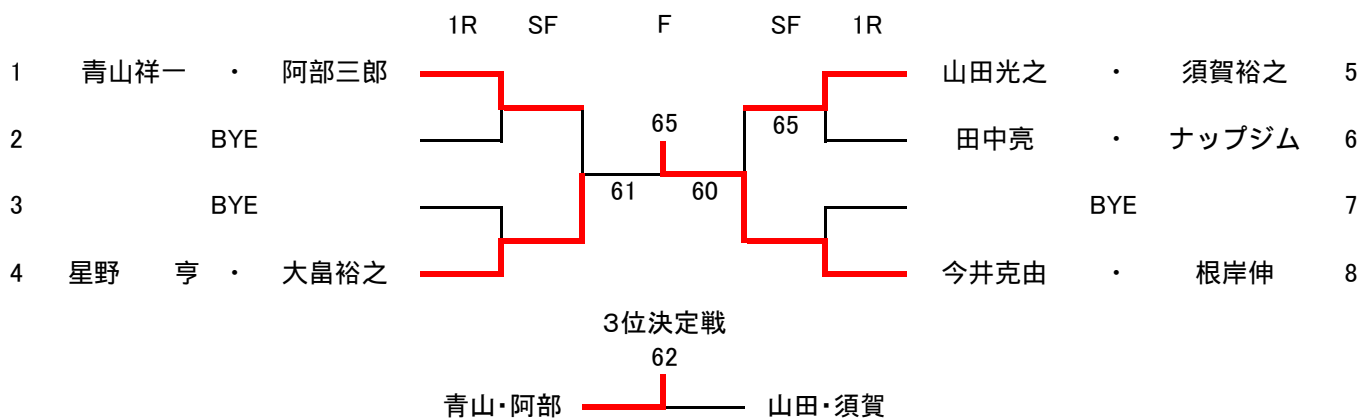 1R SF F SF 1R
1 青山祥一 ・ 阿部三郎 山田光之 ・ 須賀裕之 5
65 65
2 BYE 田中亮 ・ ナップジム 6
61 60
3 BYE BYE 7
4 星野 亨 ・ 大畠裕之 今井克由 ・ 根岸伸 8
3位決定戦
62
青山・阿部 山田・須賀